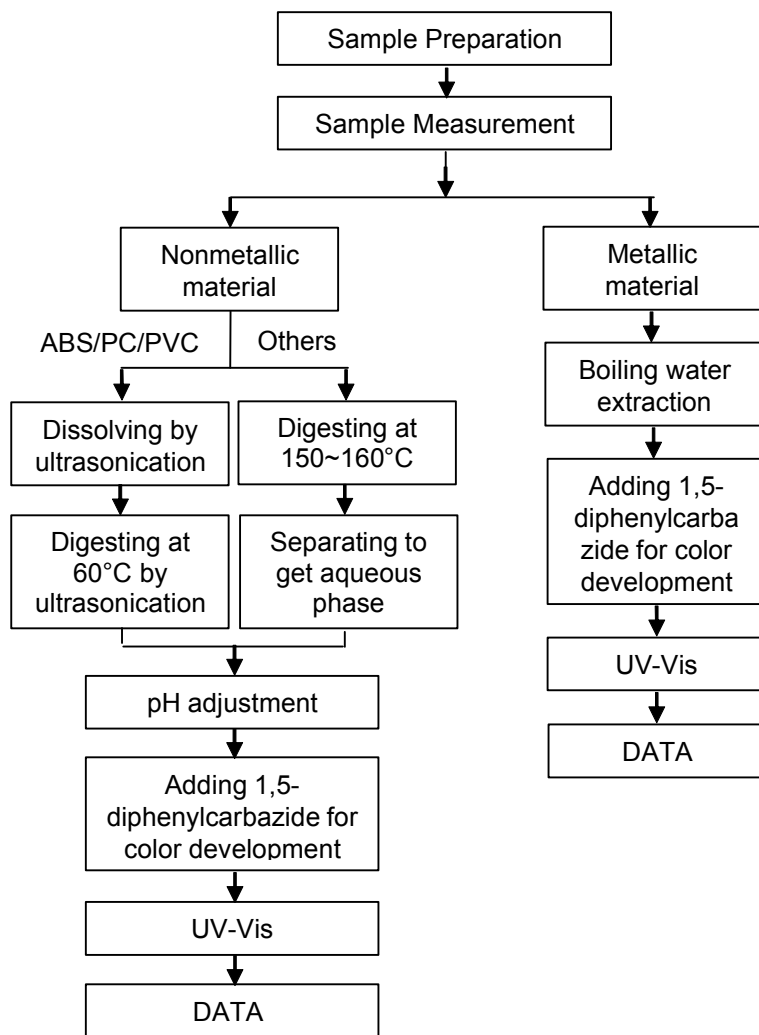 Sample Preparation
Sample Measurement
Nonmetallic
material
Metallic
material
ABS/PC/PVC
Others
Boiling water
extraction
Dissolving by
ultrasonication
Digesting at
150~160°C
Adding 1,5-
diphenylcarba
zide for color
development
Digesting at
60°C by
ultrasonication
Separating to
get aqueous
phase
UV-Vis
pH adjustment
DATA
Adding 1,5-
diphenylcarbazide for
color development
UV-Vis
DATA